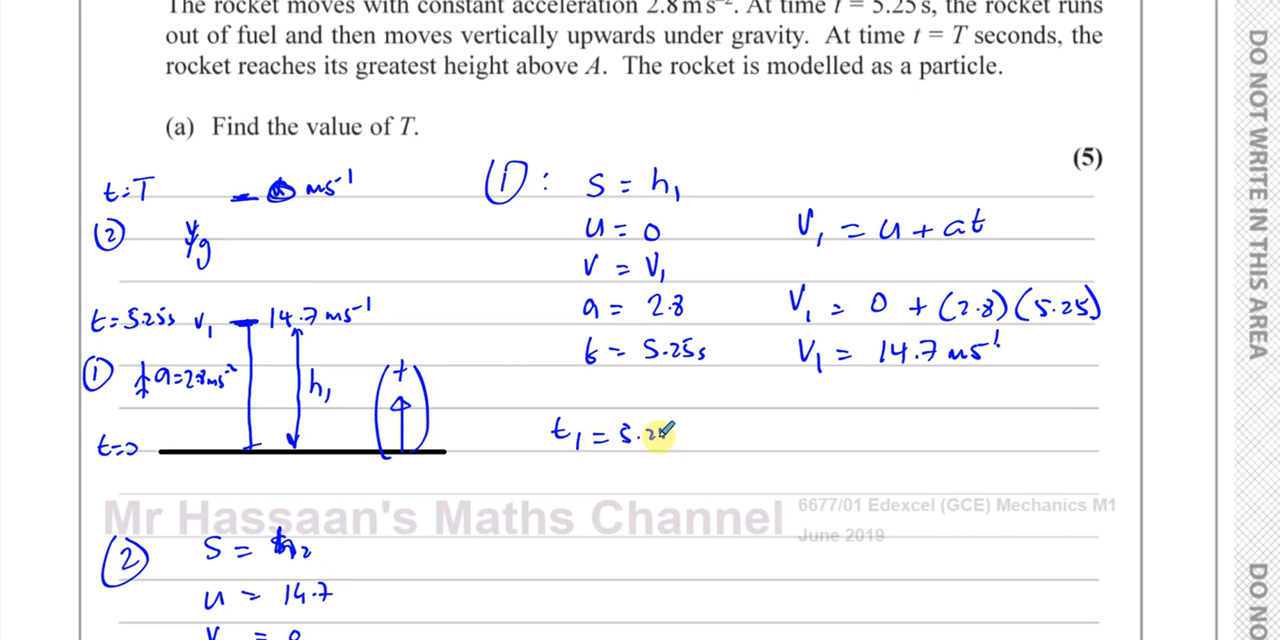 The rocket moves with constant acceleration 2.8 m s⁻². At time t = 5.25 s, the rocket runs
out of fuel and then moves vertically upwards under gravity. At time t = T seconds, the
rocket reaches its greatest height above A. The rocket is modelled as a particle.
(a) Find the value of T.
(5)
t=T ms⁻¹
② g
t=5.25s V₁ 14.7 ms⁻¹
① a=2.8ms⁻²
h₁
+
t=0
①: S = h₁
u = 0
v = V₁
a = 2.8
t = 5.25s
V₁ = u + at
V₁ = 0 + (2.8)(5.25)
V₁ = 14.7 ms⁻¹
t₁ = 5.2
Mr Hassaan's Maths Channel
6677/01 Edexcel (GCE) Mechanics M1
June 2019
② S = h₂
u = 14.7
v = 0
DO NOT WRITE IN THIS AREA
DO NO